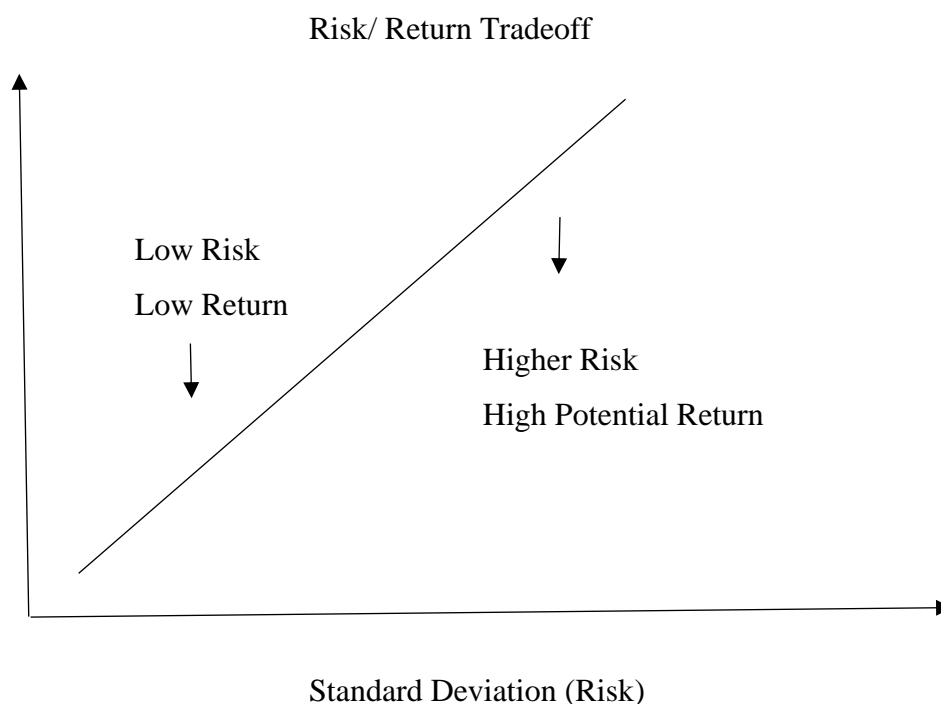 Risk/ Return Tradeoff
Low Risk
Low Return
Higher Risk
High Potential Return
Standard Deviation (Risk)